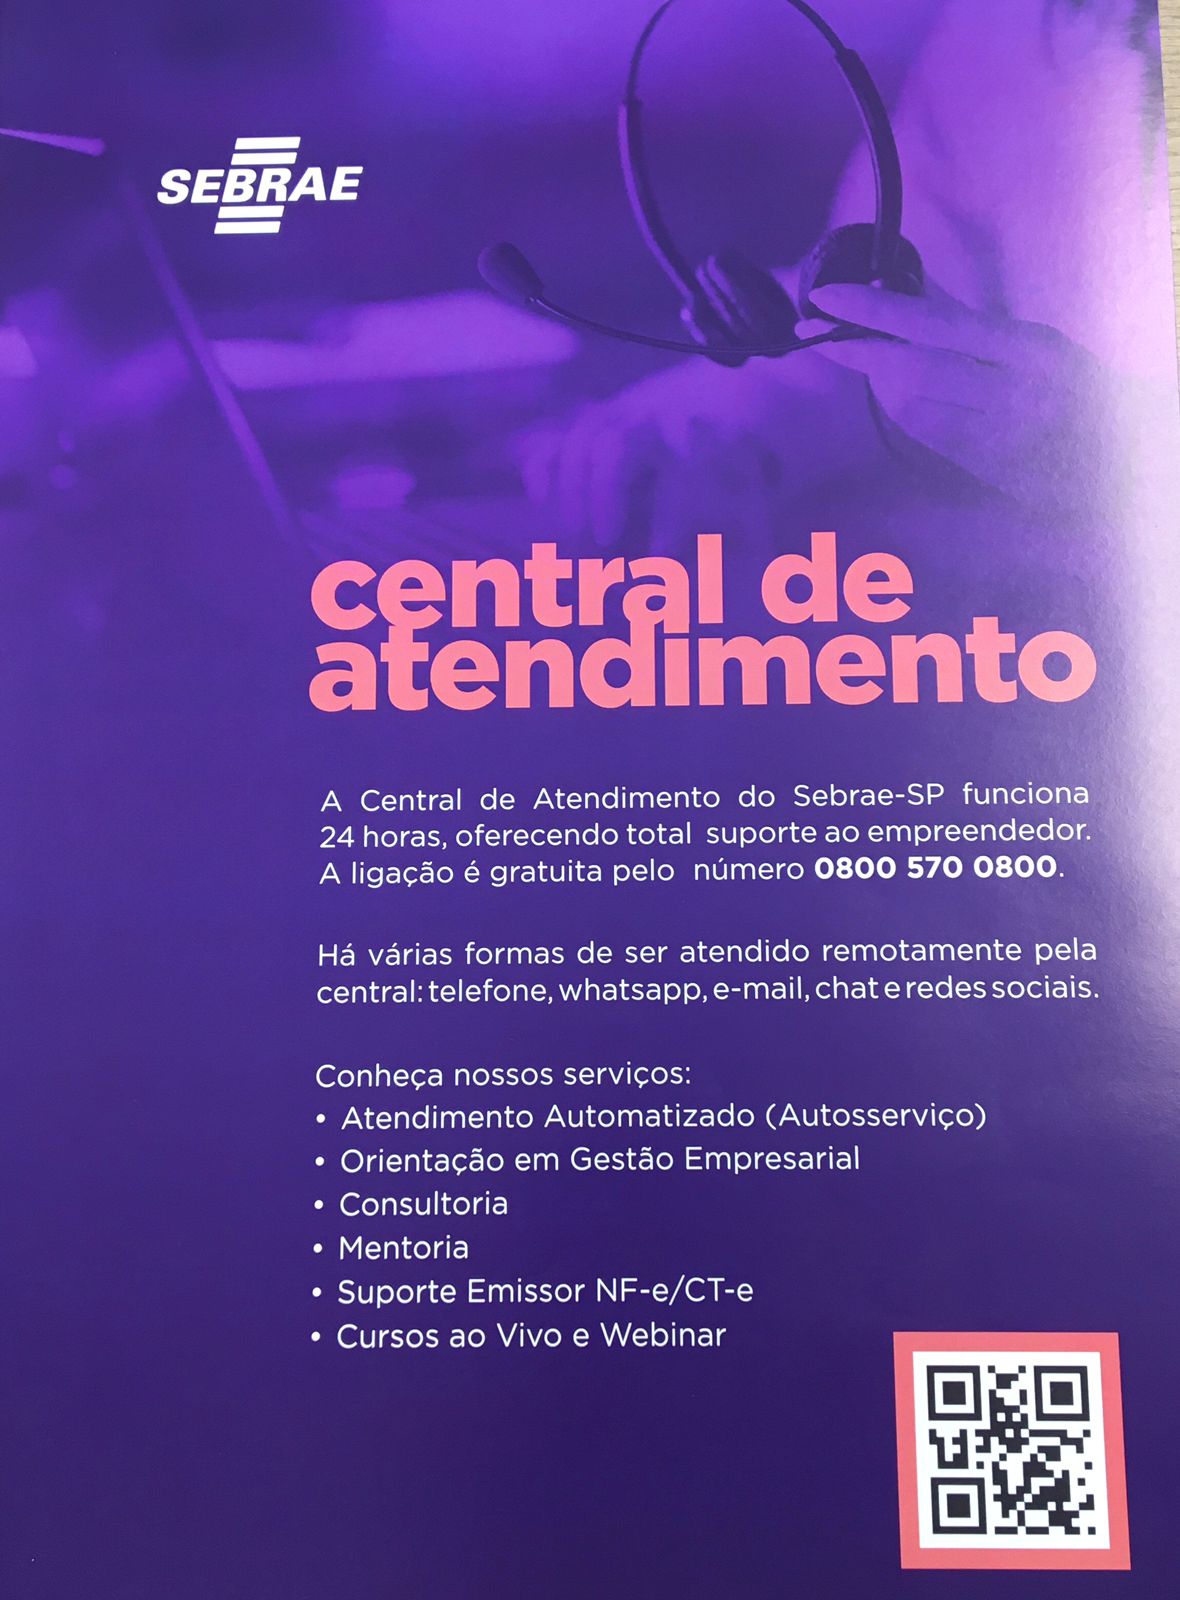 SEBRAE
central de
atendimento
A Central de Atendimento do Sebrae-SP funciona
24 horas, oferecendo total suporte ao empreendedor.
A ligação é gratuita pelo número 0800 570 0800.
Há várias formas de ser atendido remotamente pela
central: telefone, whatsapp, e-mail, chat e redes sociais.
Conheça nossos serviços:
• Atendimento Automatizado (Autosserviço)
• Orientação em Gestão Empresarial
• Consultoria
• Mentoria
• Suporte Emissor NF-e/CT-e
• Cursos ao Vivo e Webinar